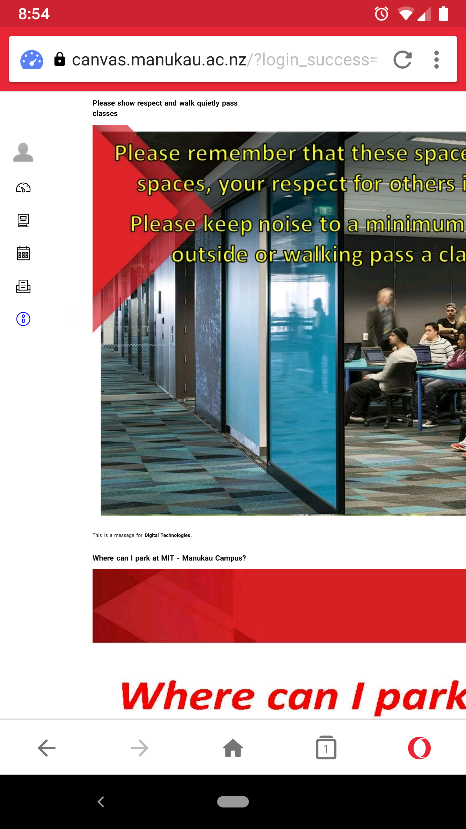 8:54
canvas.manukau.ac.nz/?login_success=
Please show respect and walk quietly pass
classes
Please remember that these space
spaces, your respect for others i
Please keep noise to a minimum
outside or walking pass a cla
This is a message for Digital Technologies.
Where can I park at MIT - Manukau Campus?
Where can I park
1